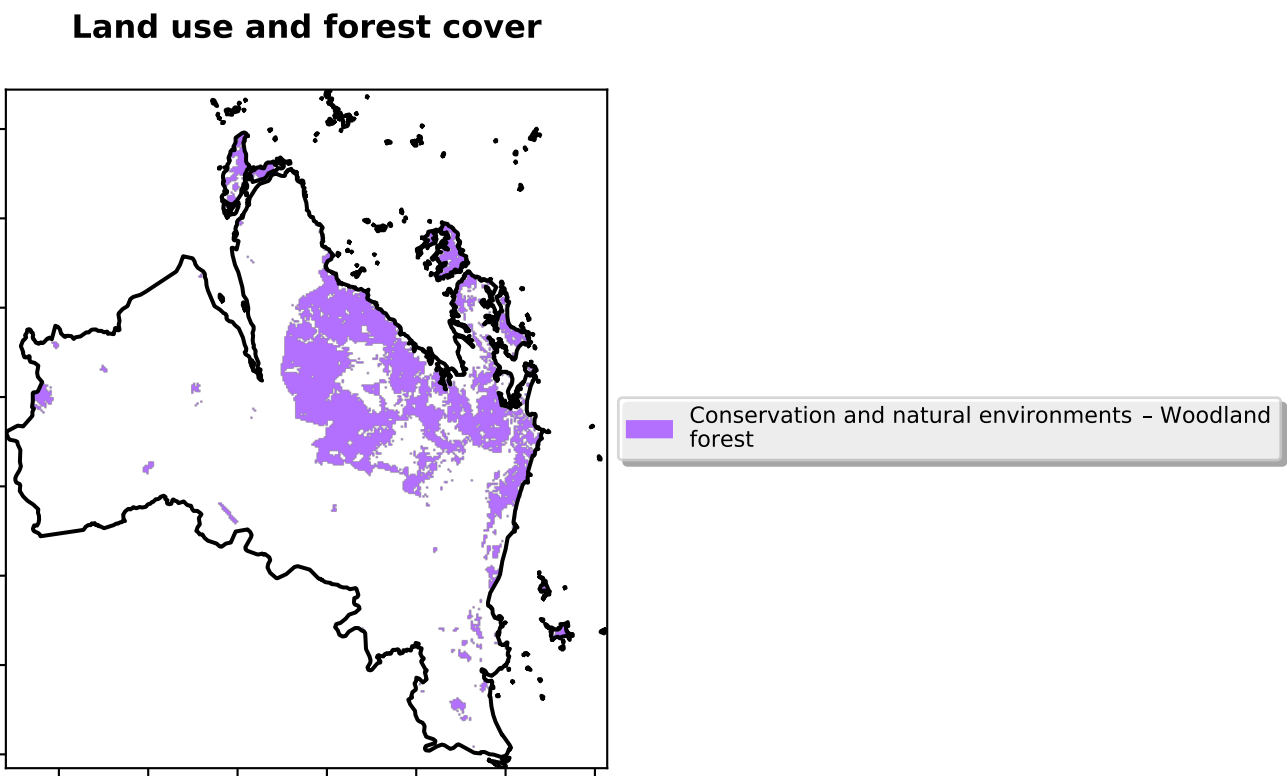 Land use and forest cover
Conservation and natural environments – Woodland
forest